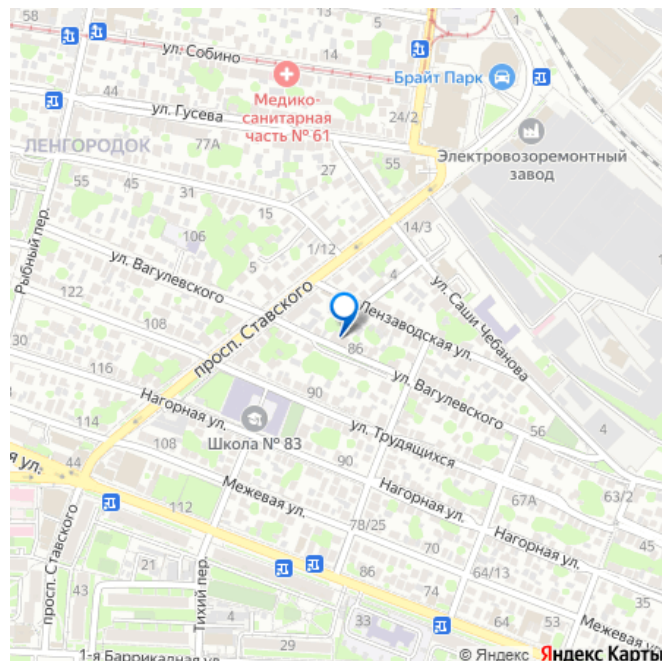 58
1
ул. Собино
Брайт Парк
44
Медико-
санитарная
часть № 61
ул. Гусева
24/2
77А
Электровозоремонтный
завод
ЛЕНГОРОДОК
55
27
55
45
31
Рыбный пер.
15
14/3
106
1/12
5
4
ул. Вагулевского
ул. Саши Чебанова
122
просп. Ставского
Лензаводская ул.
108
30
86
116
90
ул. Вагулевского
Нагорная ул.
114
Школа № 83
56
4
108
ул. Трудящихся
90
ая ул.
44
Межевая ул.
Нагорная ул.
67А
63/2
112
78/25
Нагорная ул.
45
просп. Ставского
70
21
86
64/13
43
Тихий пер.
74
35
4
64
53
Межевая ул.
33
29
1-я Баррикадная ул.
© Яндекс
Яндекс Карты